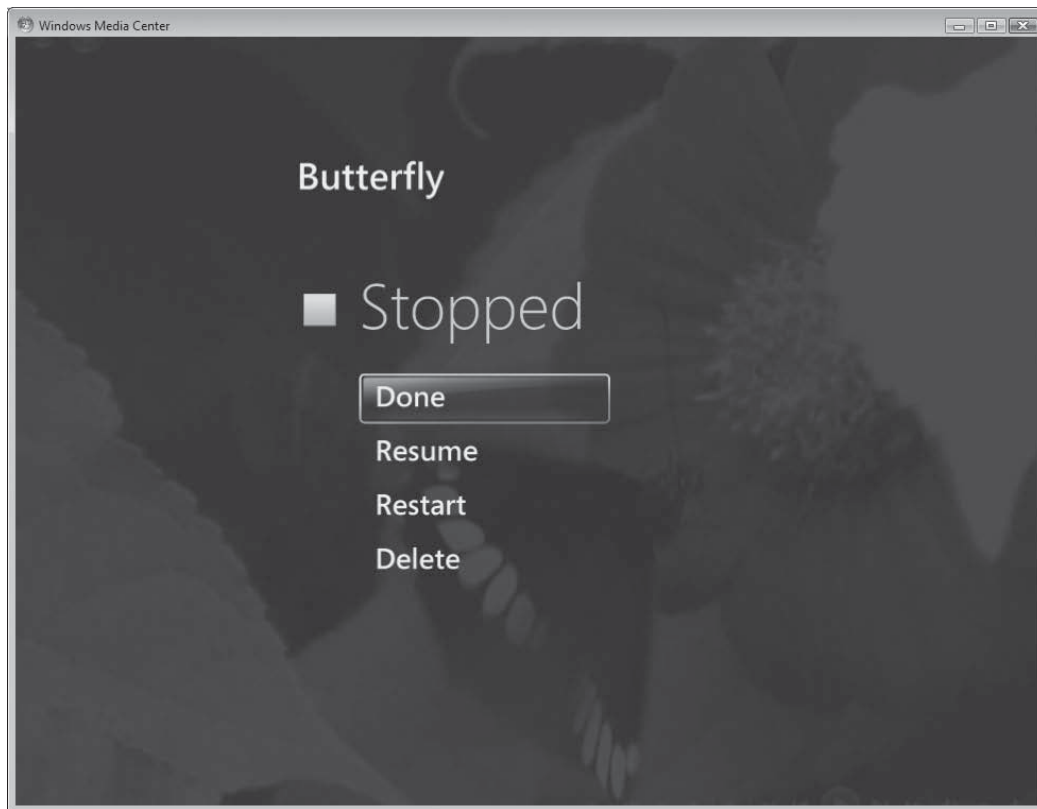 Windows Media Center
Butterfly
Stopped
Done
Resume
Restart
Delete